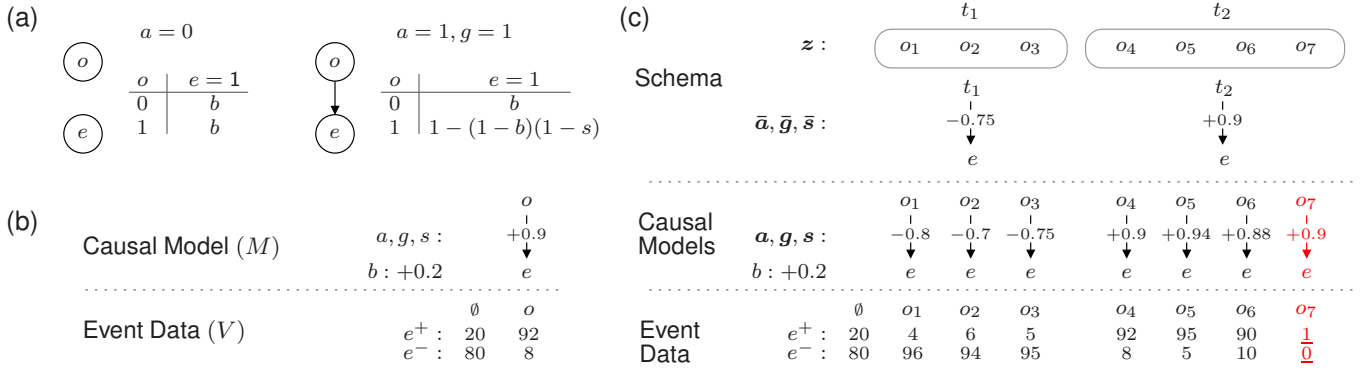 (a)
a = 0
o
e
o e = 1
0 b
1 b
a = 1, g = 1
o
e
o e = 1
0 b
1 1−(1−b)(1−s)
(b)
Causal Model (M)
a, g, s :
b : +0.2
o
+0.9
e
Event Data (V)
∅ o
e⁺ : 20 92
e⁻ : 80 8
(c)
Schema
t₁ t₂
z : o₁ o₂ o₃ o₄ o₅ o₆ o₇
t₁ t₂
ā, ḡ, s̄ : −0.75 +0.9
e e
Causal
Models
o₁ o₂ o₃ o₄ o₅ o₆ o₇
a, g, s : −0.8 −0.7 −0.75 +0.9 +0.94 +0.88 +0.9
b : +0.2 e e e e e e e
Event
Data
∅ o₁ o₂ o₃ o₄ o₅ o₆ o₇
e⁺ : 20 4 6 5 92 95 90 1
e⁻ : 80 96 94 95 8 5 10 0